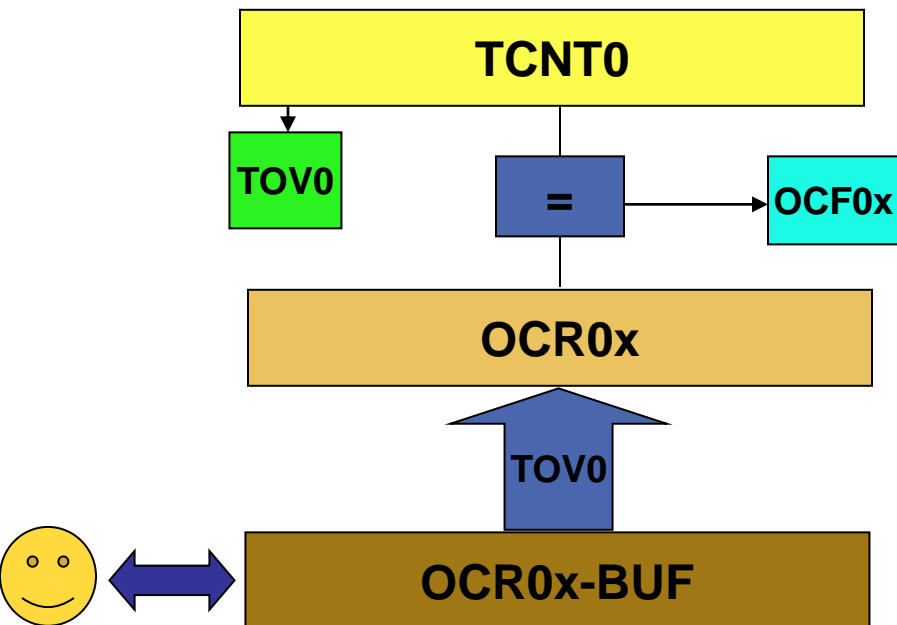 TCNT0
TOV0
=
OCF0x
OCR0x
TOV0
OCR0x-BUF